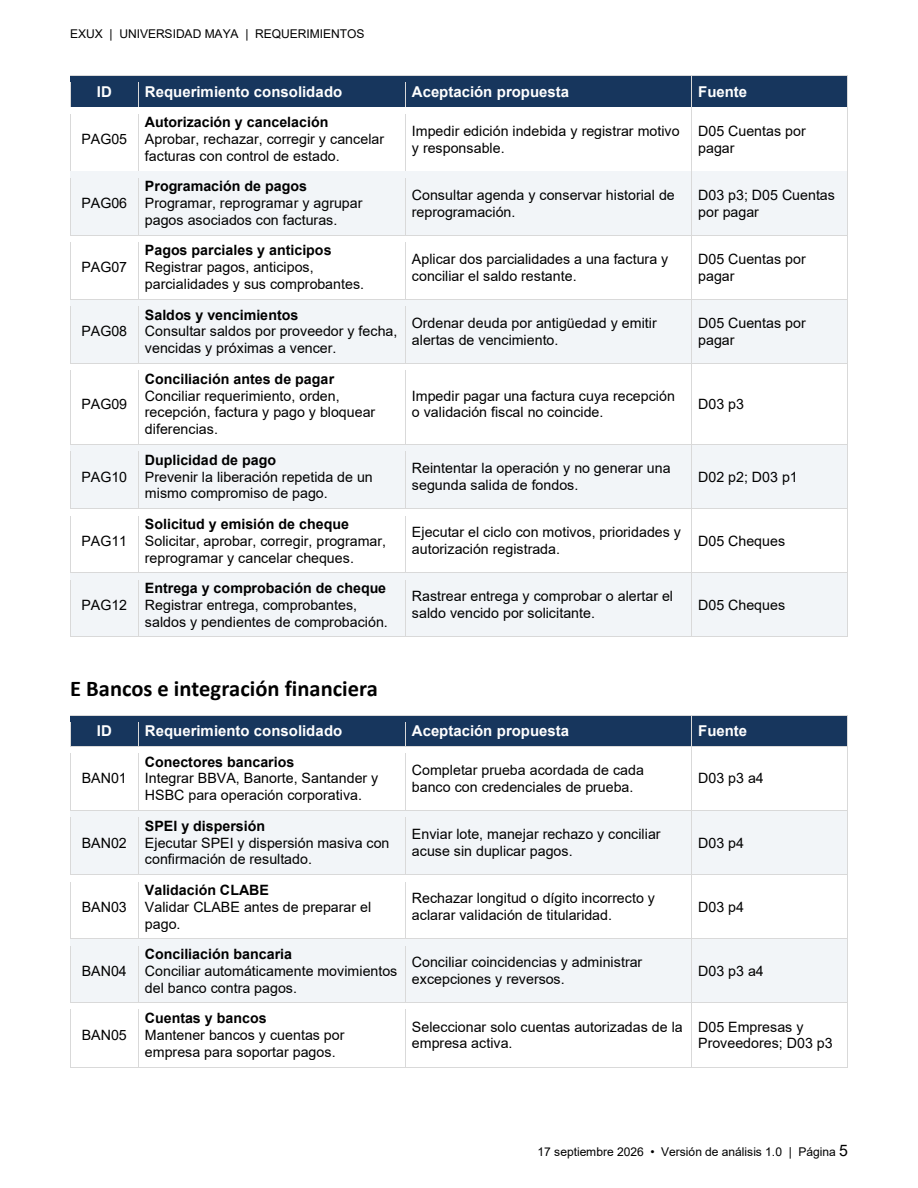 EXUX | UNIVERSIDAD MAYA | REQUERIMIENTOS
ID Requerimiento consolidado Aceptación propuesta Fuente
PAG05
Autorización y cancelación
Aprobar, rechazar, corregir y cancelar
facturas con control de estado.
Impedir edición indebida y registrar motivo
y responsable.
D05 Cuentas por
pagar
PAG06
Programación de pagos
Programar, reprogramar y agrupar
pagos asociados con facturas.
Consultar agenda y conservar historial de
reprogramación.
D03 p3; D05 Cuentas
por pagar
PAG07
Pagos parciales y anticipos
Registrar pagos, anticipos,
parcialidades y sus comprobantes.
Aplicar dos parcialidades a una factura y
conciliar el saldo restante.
D05 Cuentas por
pagar
PAG08
Saldos y vencimientos
Consultar saldos por proveedor y fecha,
vencidas y próximas a vencer.
Ordenar deuda por antigüedad y emitir
alertas de vencimiento.
D05 Cuentas por
pagar
PAG09
Conciliación antes de pagar
Conciliar requerimiento, orden,
recepción, factura y pago y bloquear
diferencias.
Impedir pagar una factura cuya recepción
o validación fiscal no coincide.
D03 p3
PAG10
Duplicidad de pago
Prevenir la liberación repetida de un
mismo compromiso de pago.
Reintentar la operación y no generar una
segunda salida de fondos.
D02 p2; D03 p1
PAG11
Solicitud y emisión de cheque
Solicitar, aprobar, corregir, programar,
reprogramar y cancelar cheques.
Ejecutar el ciclo con motivos, prioridades y
autorización registrada.
D05 Cheques
PAG12
Entrega y comprobación de cheque
Registrar entrega, comprobantes,
saldos y pendientes de comprobación.
Rastrear entrega y comprobar o alertar el
saldo vencido por solicitante.
D05 Cheques
E Bancos e integración financiera
ID Requerimiento consolidado Aceptación propuesta Fuente
BAN01
Conectores bancarios
Integrar BBVA, Banorte, Santander y
HSBC para operación corporativa.
Completar prueba acordada de cada
banco con credenciales de prueba.
D03 p3 a4
BAN02
SPEI y dispersión
Ejecutar SPEI y dispersión masiva con
confirmación de resultado.
Enviar lote, manejar rechazo y conciliar
acuse sin duplicar pagos.
D03 p4
BAN03
Validación CLABE
Validar CLABE antes de preparar el
pago.
Rechazar longitud o dígito incorrecto y
aclarar validación de titularidad.
D03 p4
BAN04
Conciliación bancaria
Conciliar automáticamente movimientos
del banco contra pagos.
Conciliar coincidencias y administrar
excepciones y reversos.
D03 p3 a4
BAN05
Cuentas y bancos
Mantener bancos y cuentas por
empresa para soportar pagos.
Seleccionar solo cuentas autorizadas de la
empresa activa.
D05 Empresas y
Proveedores; D03 p3
17 septiembre 2026 • Versión de análisis 1.0 | Página 5